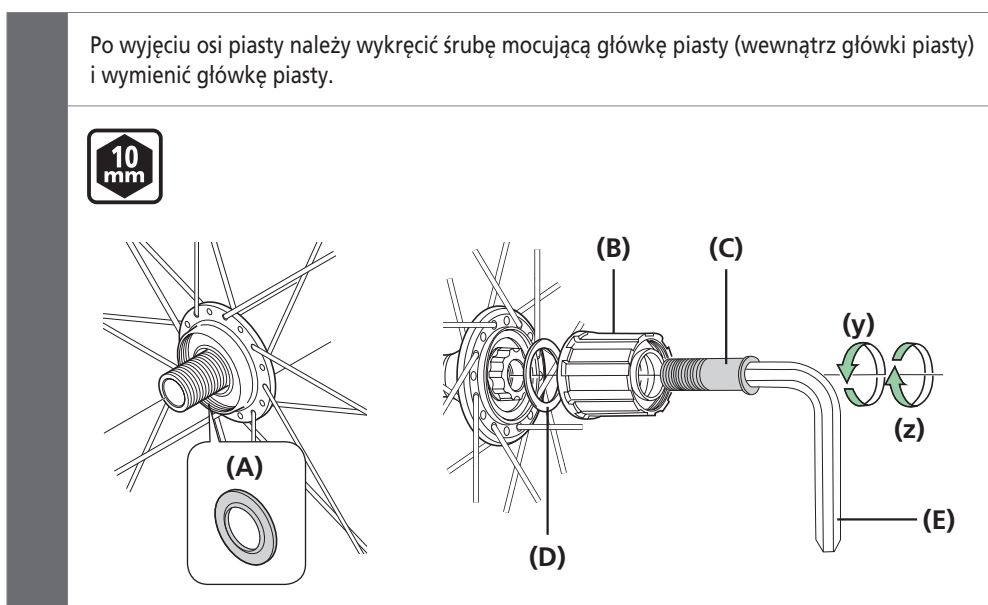 Po wyjęciu osi piasty należy wykręcić śrubę mocującą główkę piasty (wewnątrz główki piasty)
i wymienić główkę piasty.
10
mm
(B)
(C)
(y)
(z)
(A)
(E)
(D)